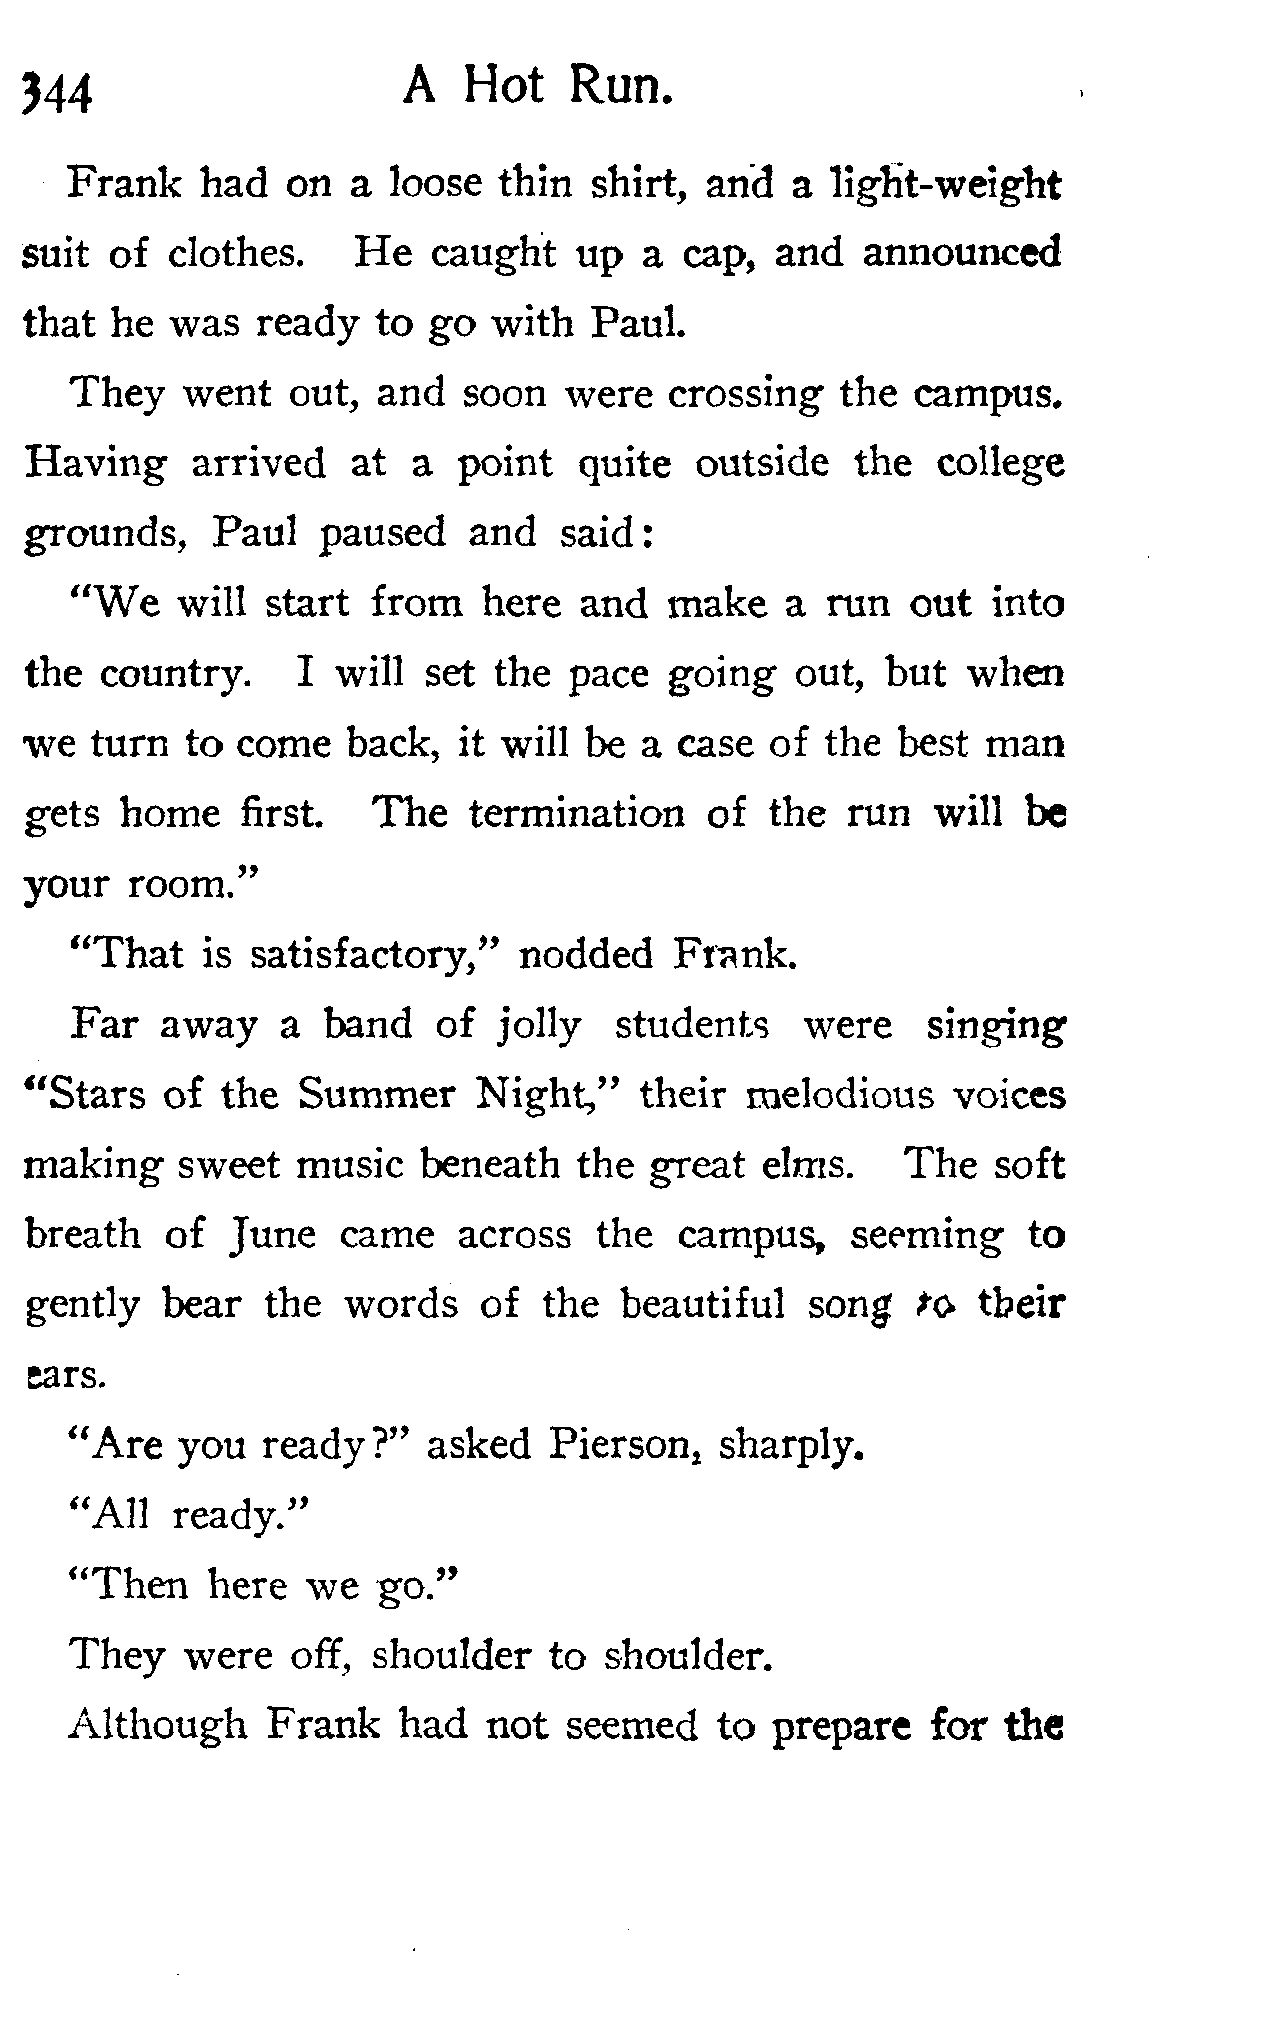 344 A Hot Run.
Frank had on a loose thin shirt, and a light-weight
suit of clothes. He caught up a cap, and announced
that he was ready to go with Paul.
They went out, and soon were crossing the campus.
Having arrived at a point quite outside the college
grounds, Paul paused and said:
“We will start from here and make a run out into
the country. I will set the pace going out, but when
we turn to come back, it will be a case of the best man
gets home first. The termination of the run will be
your room.”
“That is satisfactory,” nodded Frank.
Far away a band of jolly students were singing
“Stars of the Summer Night,” their melodious voices
making sweet music beneath the great elms. The soft
breath of June came across the campus, seeming to
gently bear the words of the beautiful song to their
ears.
“Are you ready?” asked Pierson, sharply.
“All ready.”
“Then here we go.”
They were off, shoulder to shoulder.
Although Frank had not seemed to prepare for the